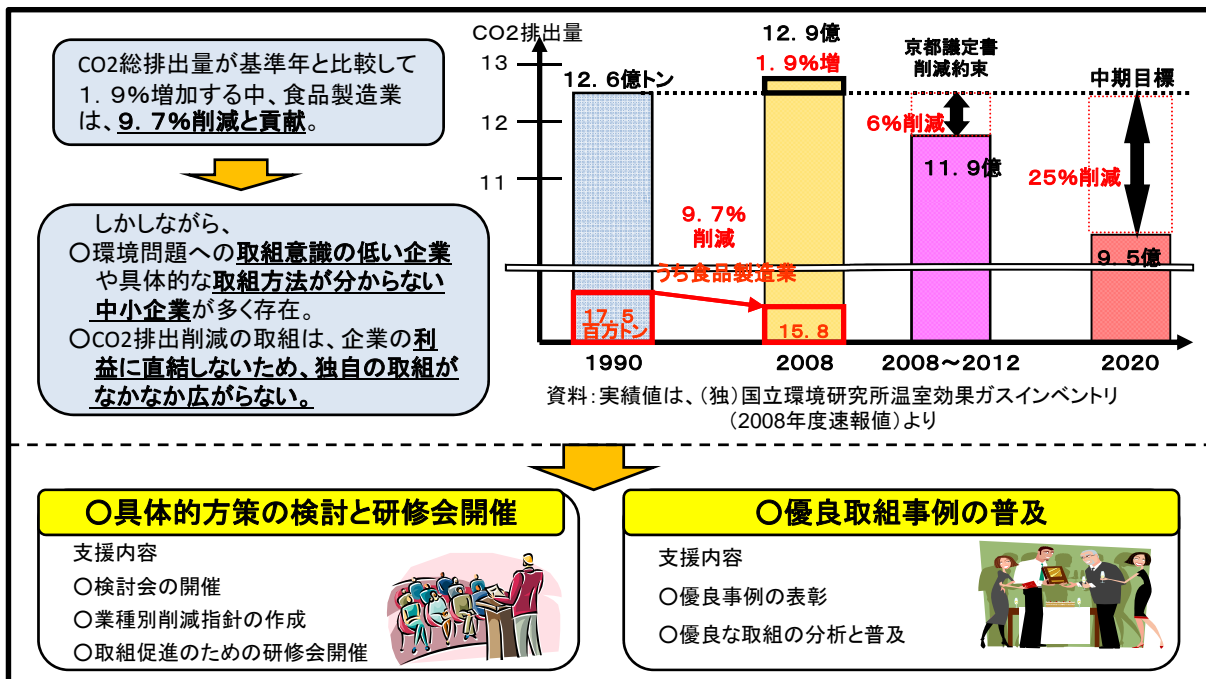 CO2総排出量が基準年と比較して
1．9％増加する中、食品製造業
は、9．7％削減と貢献。
しかしながら、
○環境問題への取組意識の低い企業
や具体的な取組方法が分からない
中小企業が多く存在。
○CO2排出削減の取組は、企業の利
益に直結しないため、独自の取組が
なかなか広がらない。
CO2排出量
13
12
11
12．6億トン
12．9億
1．9％増
京都議定書
削減約束
中期目標
6％削減
11．9億
25％削減
9．5億
9．7％
削減
うち食品製造業
17．5
百万トン
15．8
1990
2008
2008～2012
2020
資料：実績値は、（独）国立環境研究所温室効果ガスインベントリ
（2008年度速報値）より
○具体的方策の検討と研修会開催
支援内容
○検討会の開催
○業種別削減指針の作成
○取組促進のための研修会開催
○優良取組事例の普及
支援内容
○優良事例の表彰
○優良な取組の分析と普及